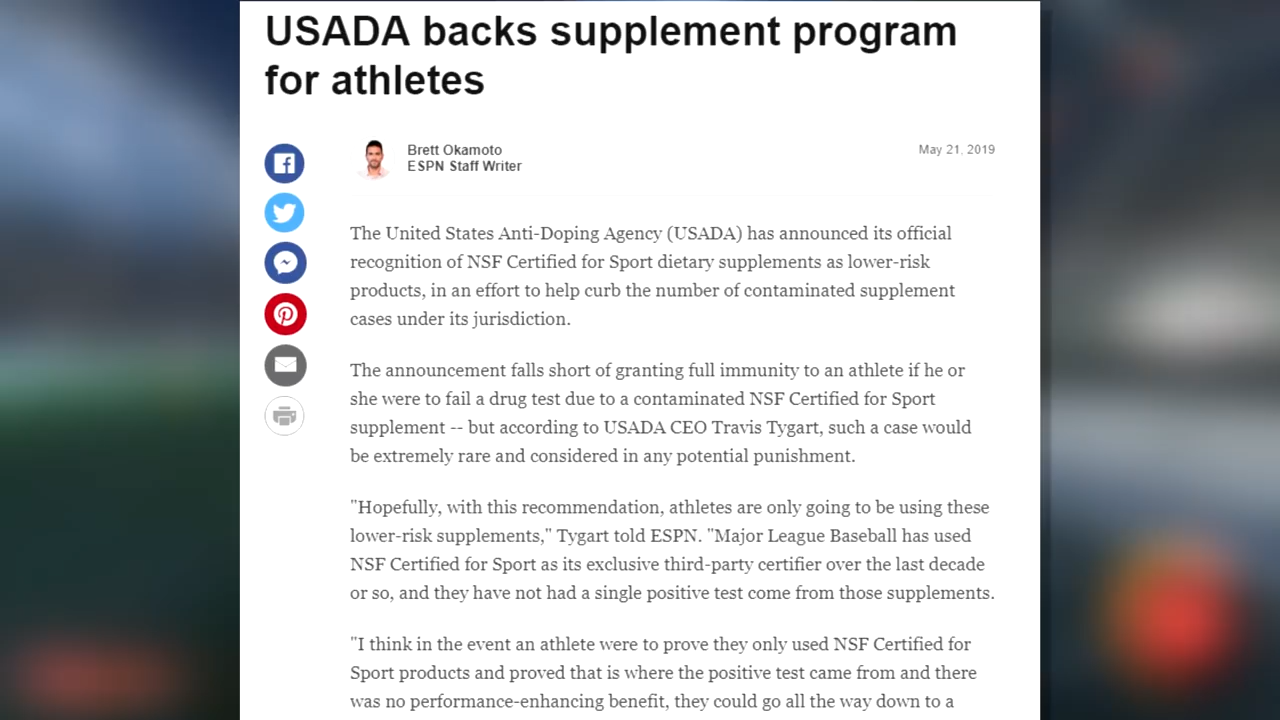 USADA backs supplement program
for athletes
Brett Okamoto
ESPN Staff Writer
May 21, 2019
The United States Anti-Doping Agency (USADA) has announced its official
recognition of NSF Certified for Sport dietary supplements as lower-risk
products, in an effort to help curb the number of contaminated supplement
cases under its jurisdiction.
The announcement falls short of granting full immunity to an athlete if he or
she were to fail a drug test due to a contaminated NSF Certified for Sport
supplement -- but according to USADA CEO Travis Tygart, such a case would
be extremely rare and considered in any potential punishment.
"Hopefully, with this recommendation, athletes are only going to be using these
lower-risk supplements," Tygart told ESPN. "Major League Baseball has used
NSF Certified for Sport as its exclusive third-party certifier over the last decade
or so, and they have not had a single positive test come from those supplements.
"I think in the event an athlete were to prove they only used NSF Certified for
Sport products and proved that is where the positive test came from and there
was no performance-enhancing benefit, they could go all the way down to a